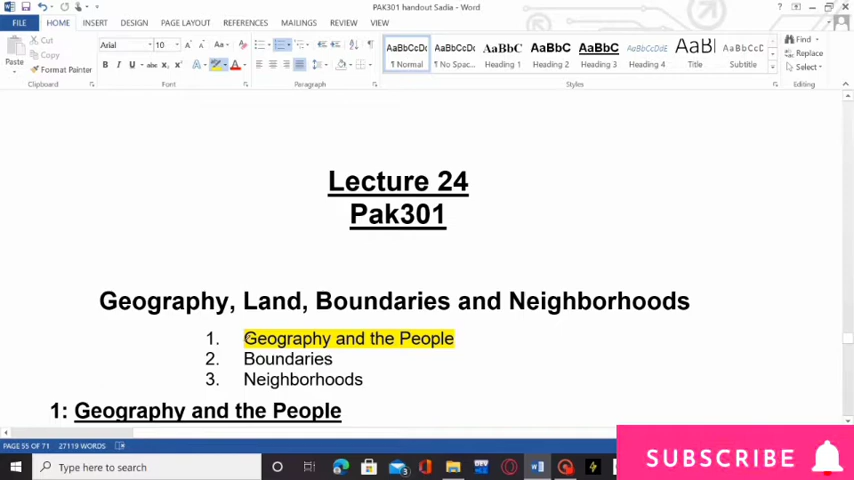 PAK301 handout Sadia - Word
FILE HOME INSERT DESIGN PAGE LAYOUT REFERENCES MAILINGS REVIEW VIEW
Cut
Copy
Format Painter
Paste
Arial 10
AaBbCcDc AaBbCcDc AaBbC AaBbCc AaBbCc AaBbCcDdE AaBl AaBbCcDc
¶ Normal ¶ No Spac... Heading 1 Heading 2 Heading 3 Heading 4 Title Subtitle
Find
Replace
Select
Clipboard Font Paragraph Styles Editing
Lecture 24
Pak301
Geography, Land, Boundaries and Neighborhoods
1. Geography and the People
2. Boundaries
3. Neighborhoods
1: Geography and the People
PAGE 55 OF 71 27119 WORDS
Type here to search
SUBSCRIBE